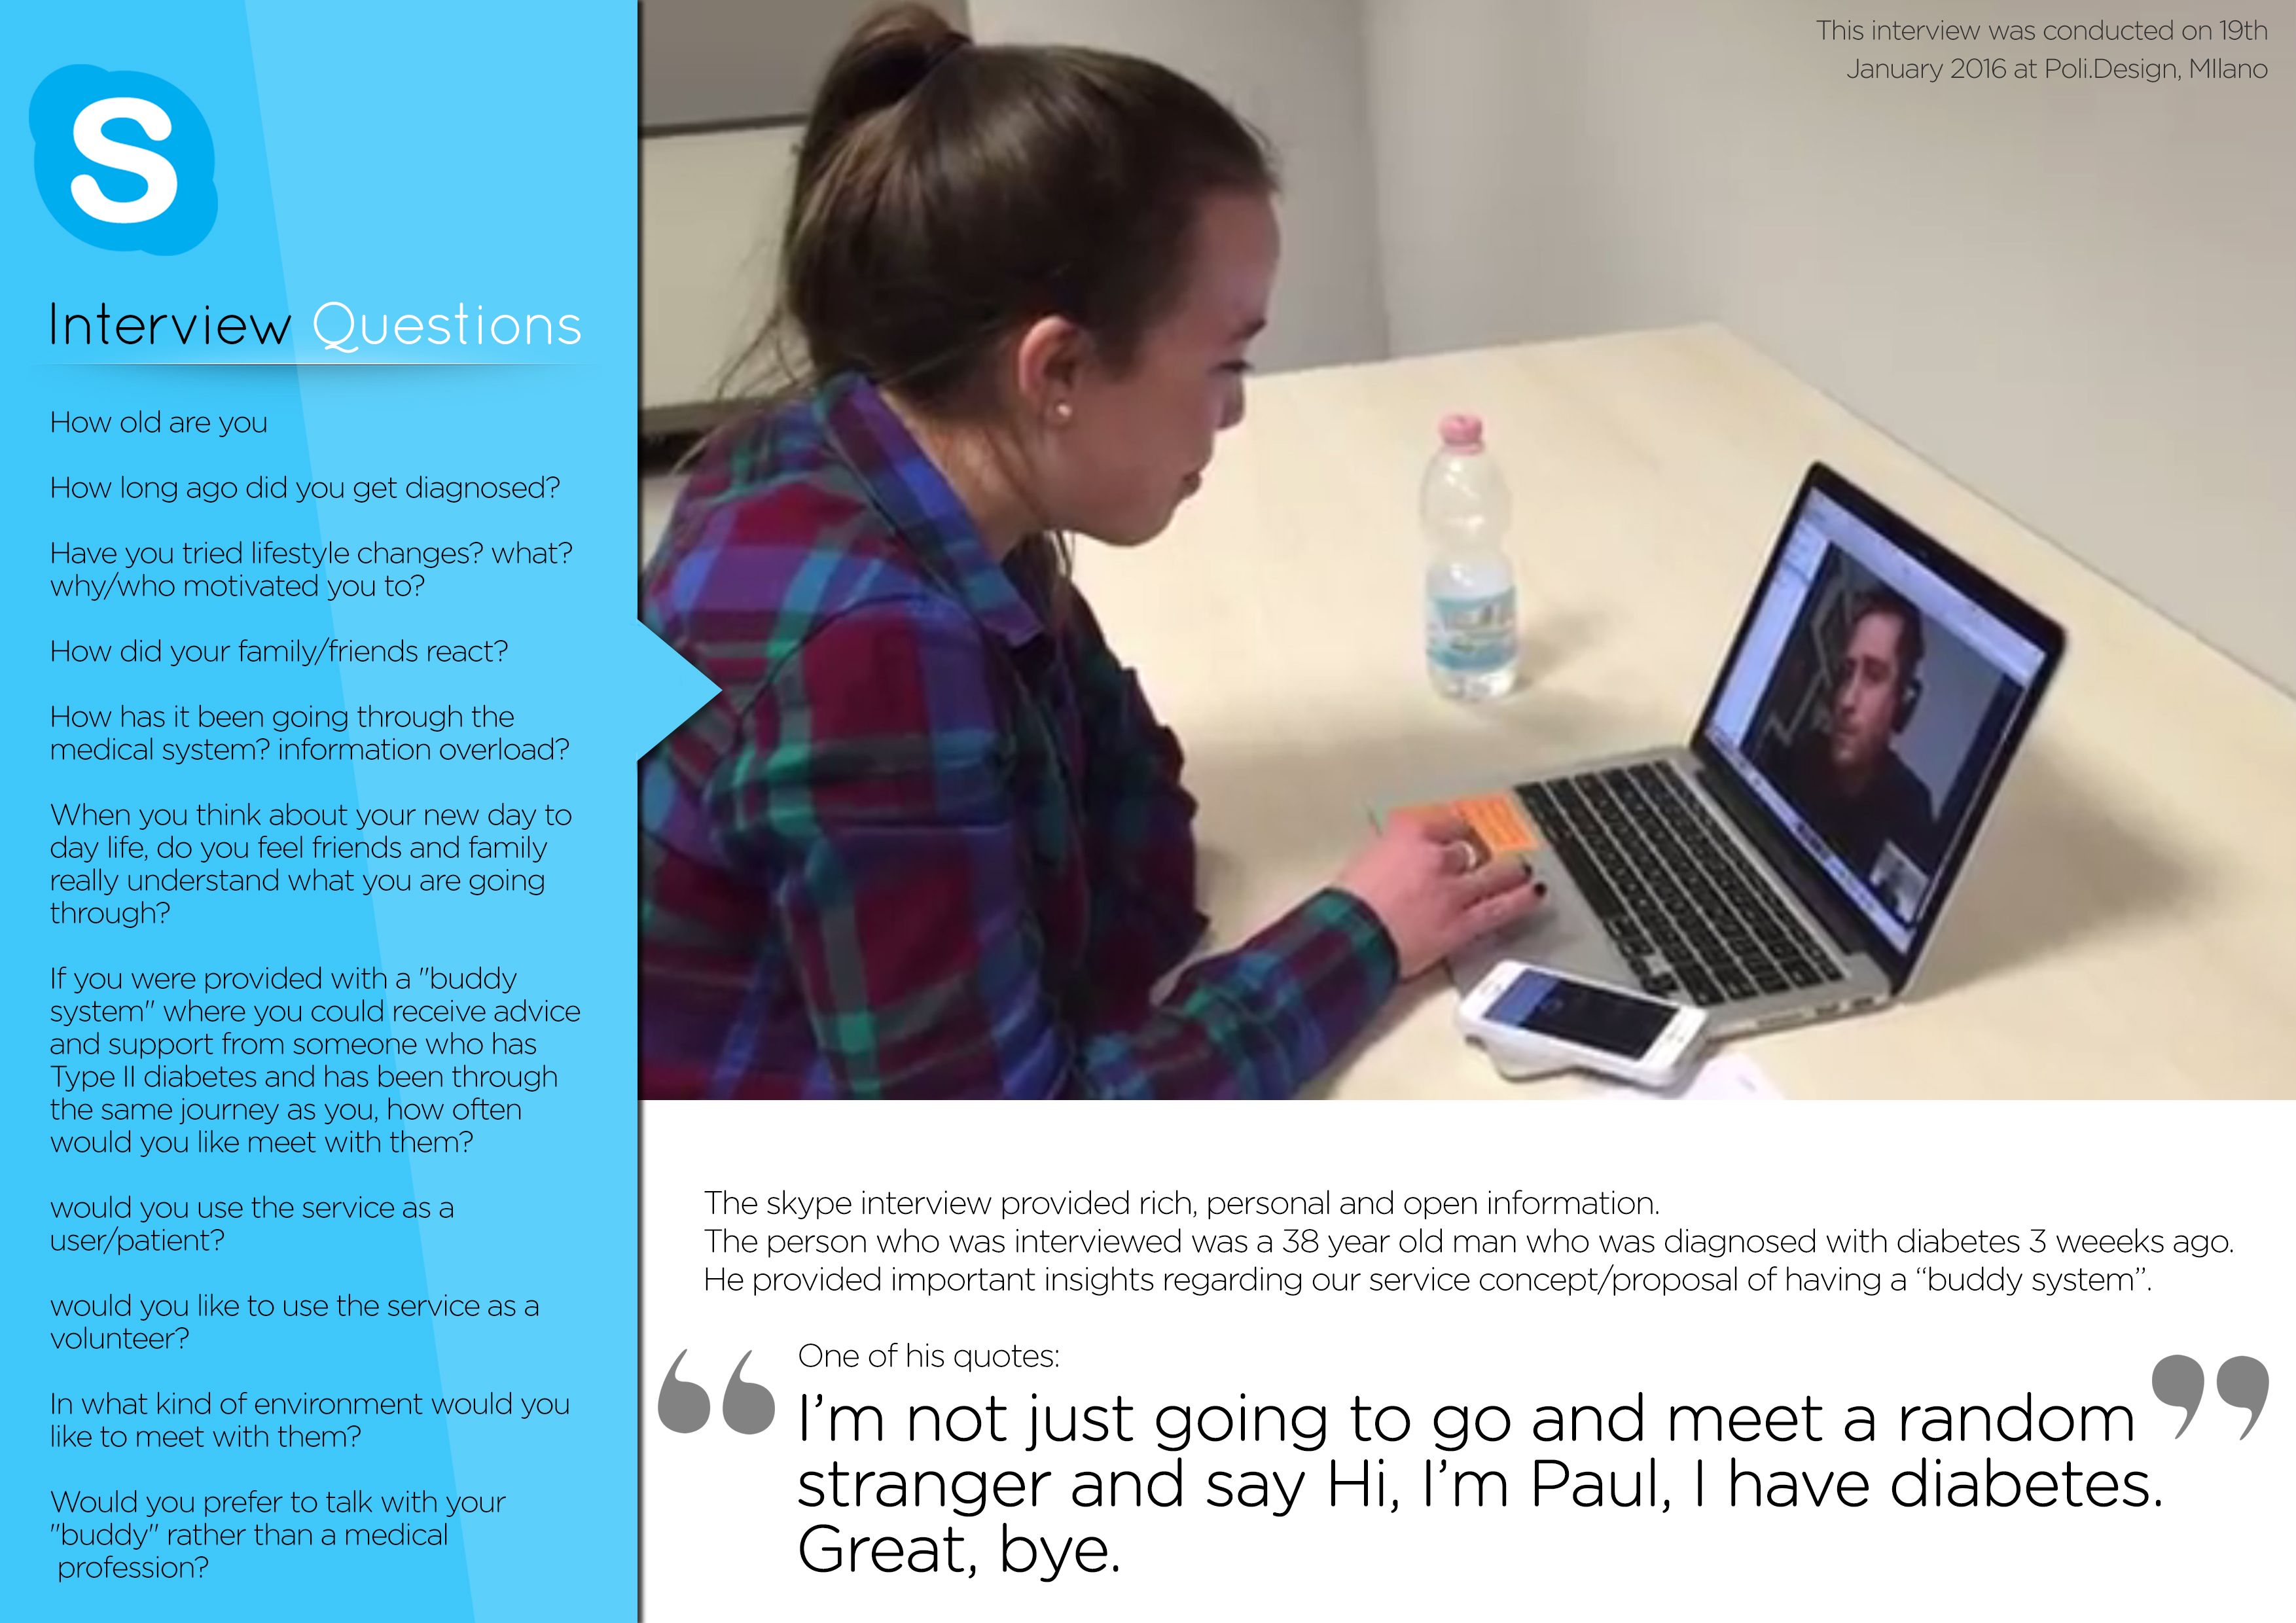 S
Interview Questions
How old are you
How long ago did you get diagnosed?
Have you tried lifestyle changes? what?
why/who motivated you to?
How did your family/friends react?
How has it been going through the
medical system? information overload?
When you think about your new day to
day life, do you feel friends and family
really understand what you are going
through?
If you were provided with a "buddy
system" where you could receive advice
and support from someone who has
Type II diabetes and has been through
the same journey as you, how often
would you like meet with them?
would you use the service as a
user/patient?
would you like to use the service as a
volunteer?
In what kind of environment would you
like to meet with them?
Would you prefer to talk with your
"buddy" rather than a medical
profession?
This interview was conducted on 19th
January 2016 at Poli.Design, MIlano
The skype interview provided rich, personal and open information.
The person who was interviewed was a 38 year old man who was diagnosed with diabetes 3 weeeks ago.
He provided important insights regarding our service concept/proposal of having a “buddy system”.
One of his quotes:
“I’m not just going to go and meet a random
stranger and say Hi, I’m Paul, I have diabetes.
Great, bye.”